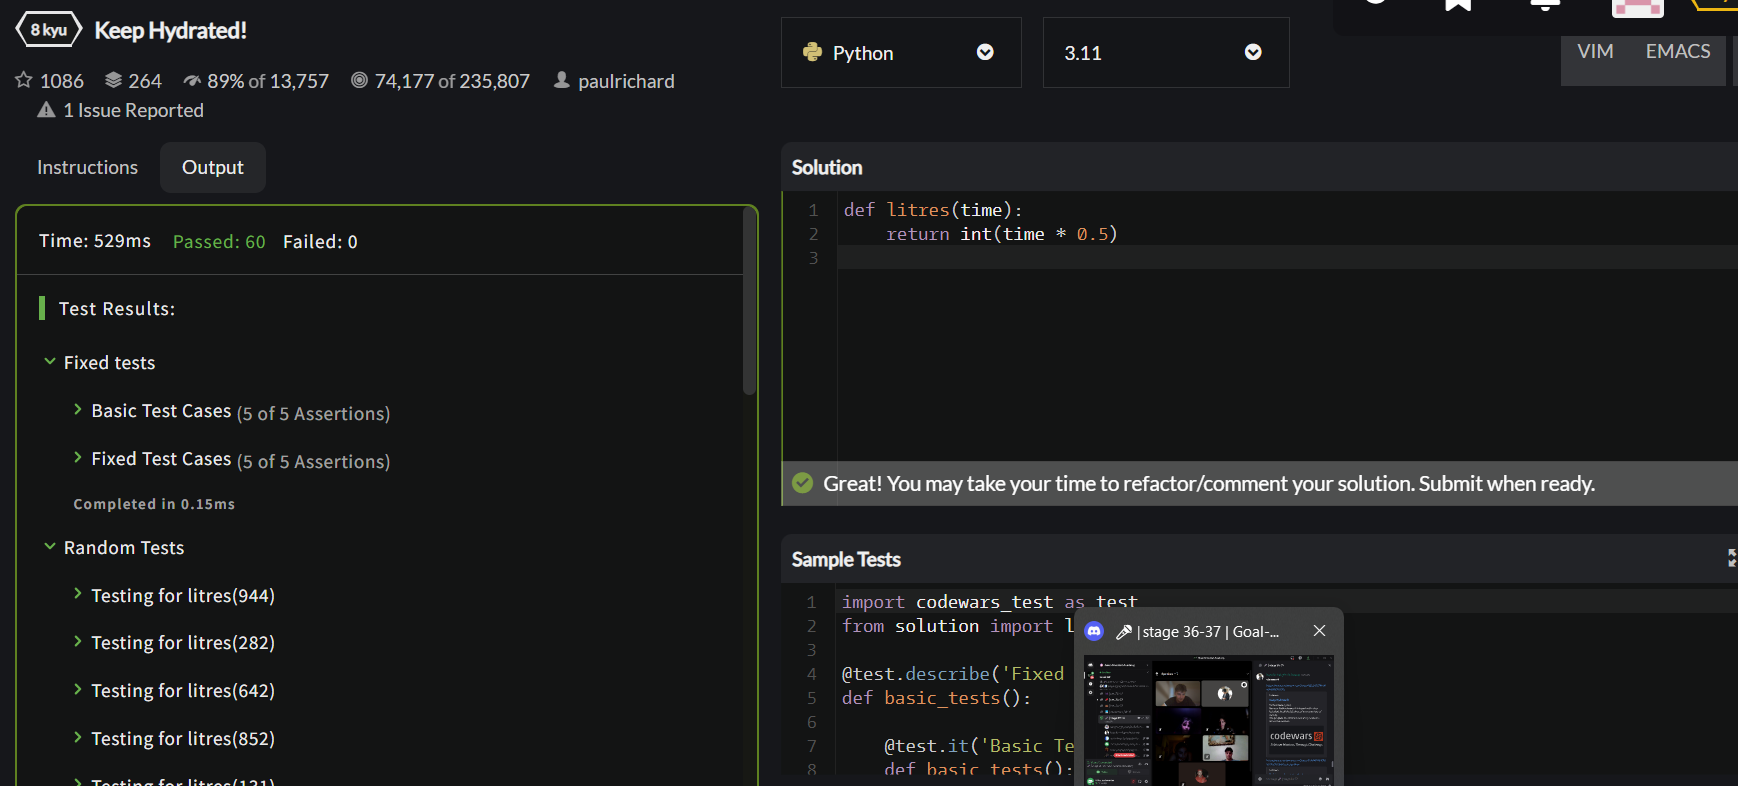 8 kyu Keep Hydrated!
1086 264 89% of 13,757 74,177 of 235,807 paulrichard
1 Issue Reported
Instructions Output
Time: 529ms Passed: 60 Failed: 0
Test Results:
Fixed tests
Basic Test Cases (5 of 5 Assertions)
Fixed Test Cases (5 of 5 Assertions)
Completed in 0.15ms
Random Tests
Testing for litres(944)
Testing for litres(282)
Testing for litres(642)
Testing for litres(852)
Testing for litres(131)
Python 3.11
VIM EMACS
Solution
1 def litres(time):
2 return int(time * 0.5)
3
Great! You may take your time to refactor/comment your solution. Submit when ready.
Sample Tests
1 import codewars_test as test
2 from solution import l
3
4 @test.describe('Fixed
5 def basic_tests():
6
7 @test.it('Basic Te
8 def basic_tests():
|stage 36-37 | Goal-...
codewars